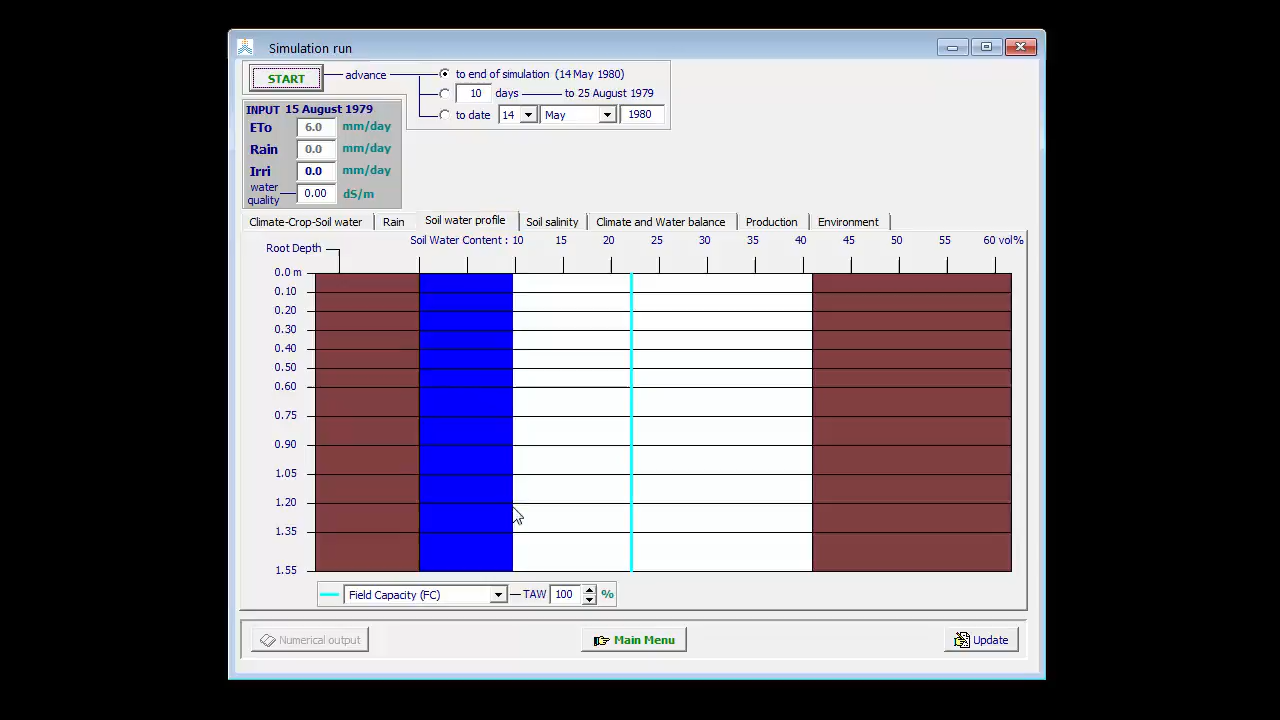 Simulation run
START advance to end of simulation (14 May 1980)
10 days to 25 August 1979
to date 14 May 1980
INPUT 15 August 1979
ETo 6.0 mm/day
Rain 0.0 mm/day
Irri 0.0 mm/day
water quality 0.00 dS/m
Climate-Crop-Soil water Rain Soil water profile Soil salinity Climate and Water balance Production Environment
Root Depth Soil Water Content : 10 15 20 25 30 35 40 45 50 55 60 vol%
0.0 m
0.10
0.20
0.30
0.40
0.50
0.60
0.75
0.90
1.05
1.20
1.35
1.55
Field Capacity (FC) TAW 100 %
Numerical output Main Menu Update